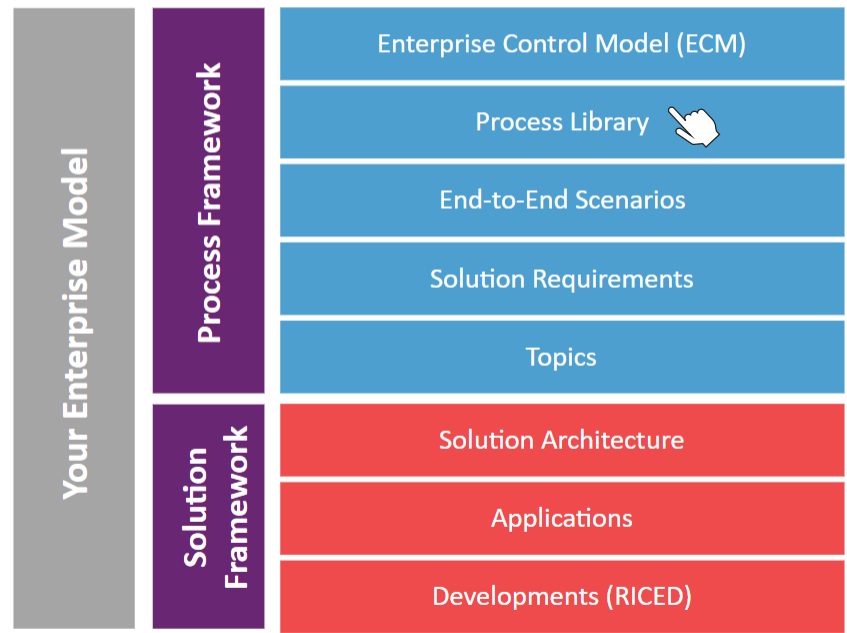 Your Enterprise Model
Process Framework
Enterprise Control Model (ECM)
Process Library
End-to-End Scenarios
Solution Requirements
Topics
Solution
Framework
Solution Architecture
Applications
Developments (RICED)